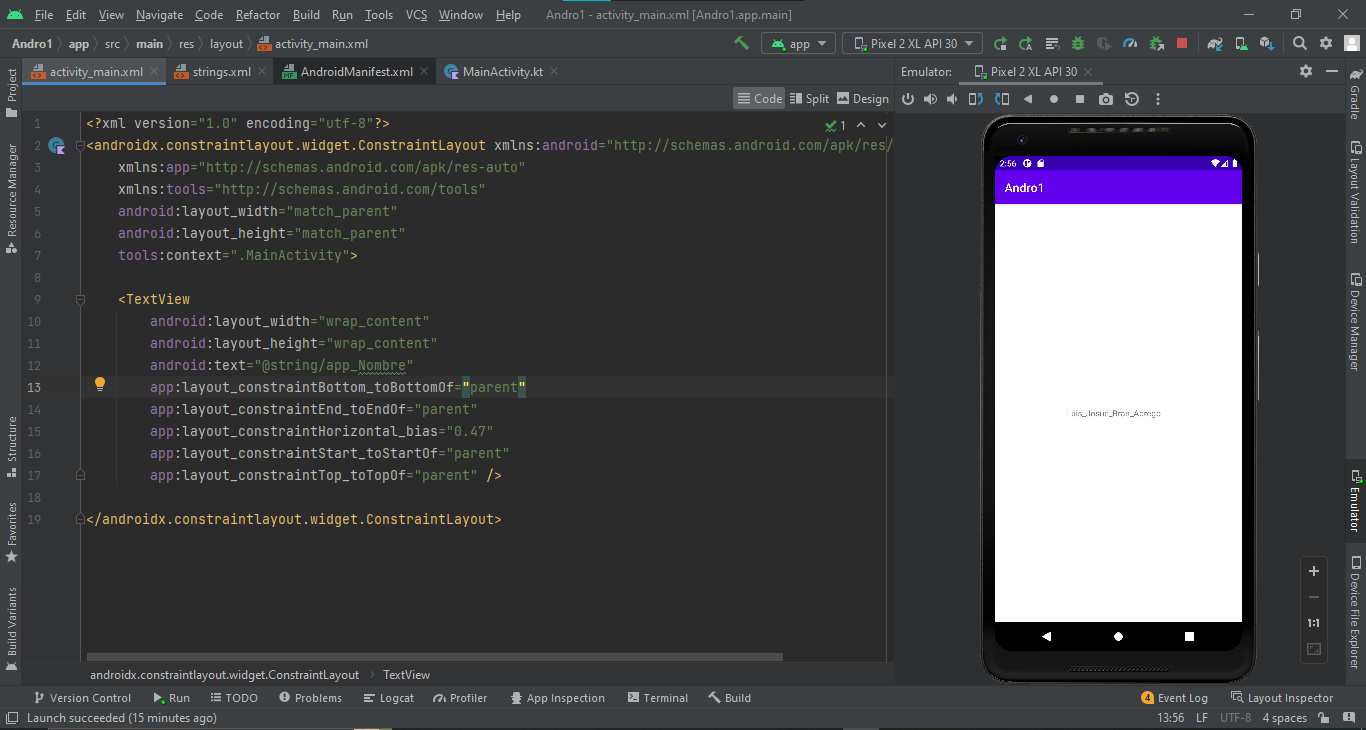 File Edit View Navigate Code Refactor Build Run Tools VCS Window Help Andro1 - activity_main.xml [Andro1.app.main]
Andro1 app src main res layout activity_main.xml app Pixel 2 XL API 30
activity_main.xml strings.xml AndroidManifest.xml MainActivity.kt Emulator: Pixel 2 XL API 30
Code Split Design
1 <?xml version="1.0" encoding="utf-8"?> 1
2 <androidx.constraintlayout.widget.ConstraintLayout xmlns:android="http://schemas.android.com/apk/res/
3 xmlns:app="http://schemas.android.com/apk/res-auto"
4 xmlns:tools="http://schemas.android.com/tools"
5 android:layout_width="match_parent"
6 android:layout_height="match_parent"
7 tools:context=".MainActivity">
8
9 <TextView
10 android:layout_width="wrap_content"
11 android:layout_height="wrap_content"
12 android:text="@string/app_Nombre"
13 app:layout_constraintBottom_toBottomOf="parent"
14 app:layout_constraintEnd_toEndOf="parent"
15 app:layout_constraintHorizontal_bias="0.47"
16 app:layout_constraintStart_toStartOf="parent"
17 app:layout_constraintTop_toTopOf="parent" />
18
19 </androidx.constraintlayout.widget.ConstraintLayout>
Project
Resource Manager
Structure
Favorites
Build Variants
2:56
Andro1
Luis_Josué_Bran_Abrego
1:1
Gradle
Layout Validation
Device Manager
Emulator
Device File Explorer
androidx.constraintlayout.widget.ConstraintLayout TextView
Version Control Run TODO Problems Logcat Profiler App Inspection Terminal Build 4 Event Log Layout Inspector
Launch succeeded (15 minutes ago) 13:56 LF UTF-8 4 spaces